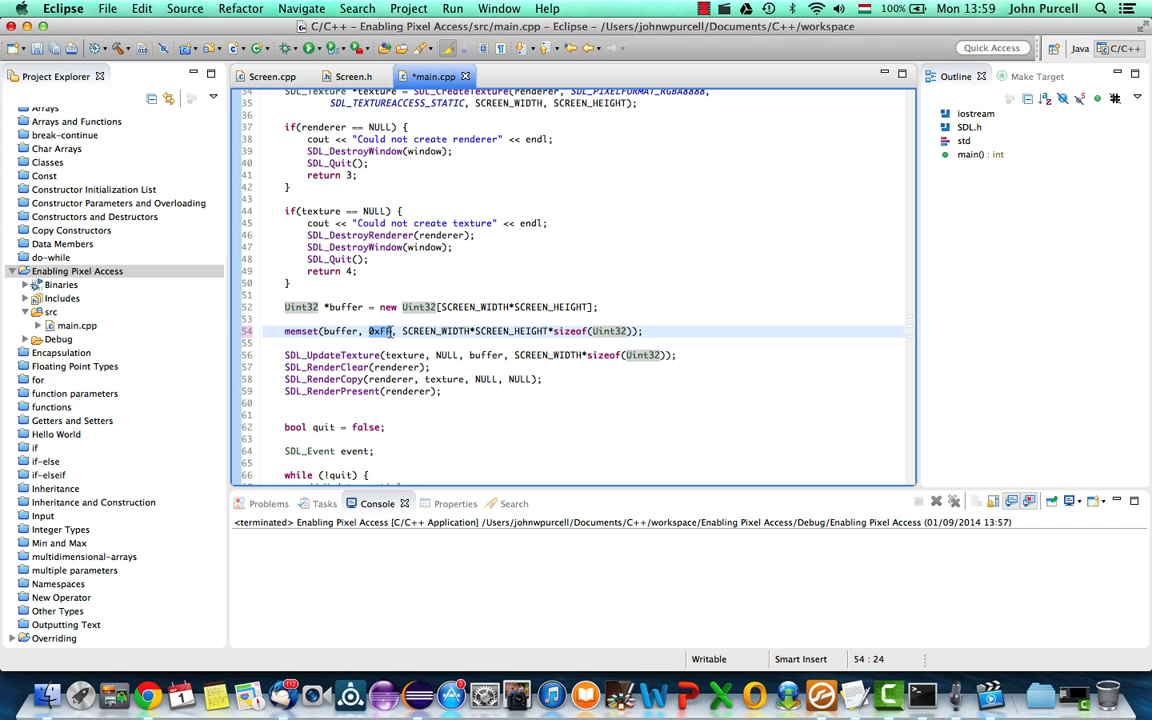 Eclipse File Edit Source Refactor Navigate Search Project Run Window Help 100% Mon 13:59 John Purcell
C/C++ - Enabling Pixel Access/src/main.cpp - Eclipse - /Users/johnwpurcell/Documents/C++/workspace
Quick Access Java C/C++
Project Explorer
Arrays
Arrays and Functions
break-continue
Char Arrays
Classes
Const
Constructor Initialization List
Constructor Parameters and Overloading
Constructors and Destructors
Copy Constructors
Data Members
do-while
Enabling Pixel Access
Binaries
Includes
src
main.cpp
Debug
Encapsulation
Floating Point Types
for
function parameters
functions
Getters and Setters
Hello World
if
if-else
if-elseif
Inheritance
Inheritance and Construction
Input
Integer Types
Min and Max
multidimensional-arrays
multiple parameters
Namespaces
New Operator
Other Types
Outputting Text
Overriding
Screen.cpp Screen.h *main.cpp
34 SDL_Texture *texture = SDL_CreateTexture(renderer, SDL_PIXELFORMAT_RGBA8888,
35 SDL_TEXTUREACCESS_STATIC, SCREEN_WIDTH, SCREEN_HEIGHT);
36
37 if(renderer == NULL) {
38 cout << "Could not create renderer" << endl;
39 SDL_DestroyWindow(window);
40 SDL_Quit();
41 return 3;
42 }
43
44 if(texture == NULL) {
45 cout << "Could not create texture" << endl;
46 SDL_DestroyRenderer(renderer);
47 SDL_DestroyWindow(window);
48 SDL_Quit();
49 return 4;
50 }
51
52 Uint32 *buffer = new Uint32[SCREEN_WIDTH*SCREEN_HEIGHT];
53
54 memset(buffer, 0xFF, SCREEN_WIDTH*SCREEN_HEIGHT*sizeof(Uint32));
55
56 SDL_UpdateTexture(texture, NULL, buffer, SCREEN_WIDTH*sizeof(Uint32));
57 SDL_RenderClear(renderer);
58 SDL_RenderCopy(renderer, texture, NULL, NULL);
59 SDL_RenderPresent(renderer);
60
61
62 bool quit = false;
63
64 SDL_Event event;
65
66 while (!quit) {
Outline Make Target
iostream
SDL.h
std
main() : int
Problems Tasks Console Properties Search
<terminated> Enabling Pixel Access [C/C++ Application] /Users/johnwpurcell/Documents/C++/workspace/Enabling Pixel Access/Debug/Enabling Pixel Access (01/09/2014 13:57)
Writable Smart Insert 54 : 24